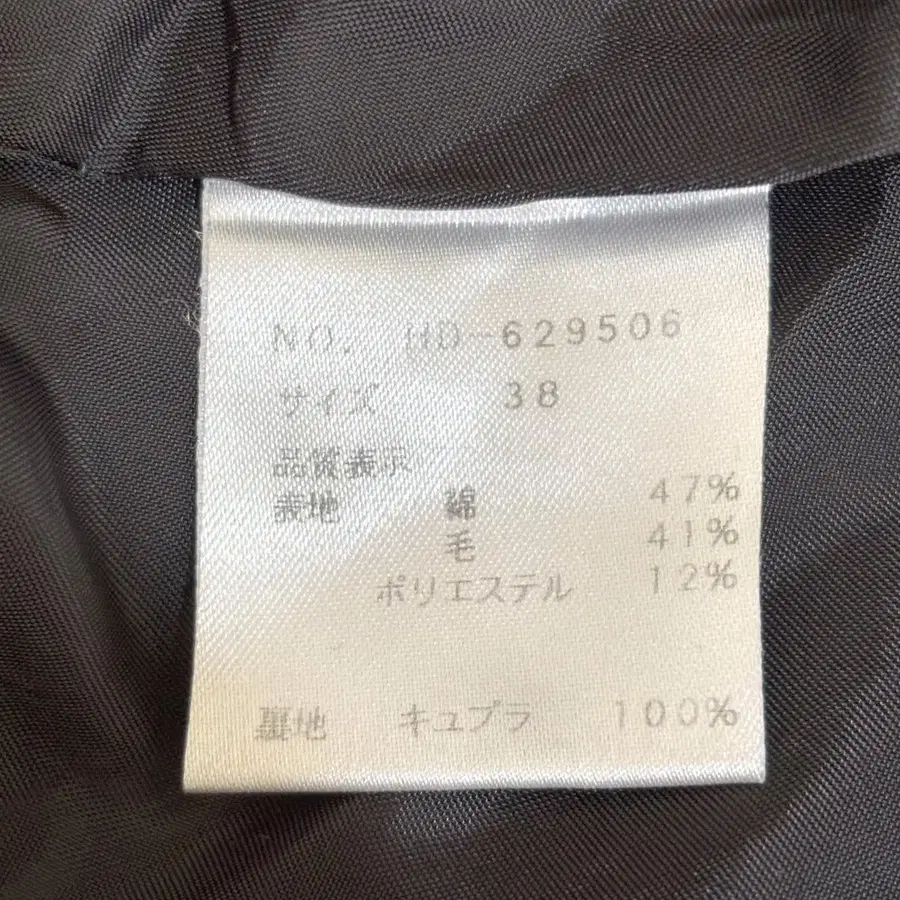 NO. HD-629506
サイズ 38
品質表示
表地 綿 47%
毛 41%
ポリエステル 12%
裏地 キュプラ 100%